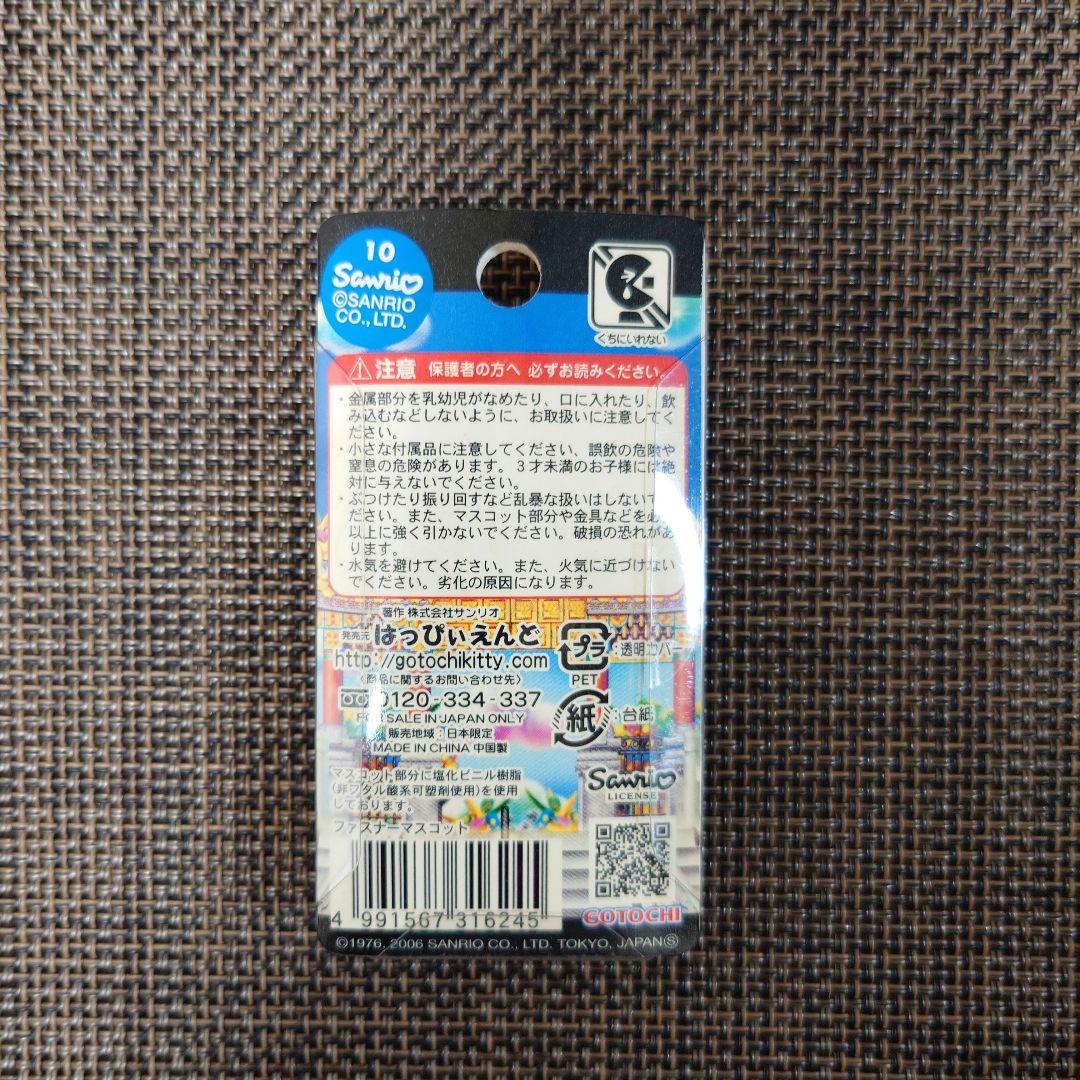 10
Sanrio
©SANRIO
CO., LTD.
くちにいれない
注意 保護者の方へ 必ずお読みください。
・金属部分を乳幼児がなめたり、口に入れたり、飲
み込むなどしないように、お取扱いに注意してく
ださい。
・小さな付属品に注意してください、誤飲の危険や
窒息の危険があります。3才未満のお子様には絶
対に与えないでください。
・ぶつけたり振り回すなど乱暴な扱いはしないで
ださい。また、マスコット部分や金具などを必
以上に強く引かないでください。破損の恐れがあ
ります。
・水気を避けてください。また、火気に近づけない
でください。劣化の原因になります。
著作 株式会社サンリオ
発売元 はっぴぃえんど
http://gotochikitty.com
〈商品に関するお問い合わせ先〉
0120-334-337
FOR SALE IN JAPAN ONLY
販売地域：日本限定
MADE IN CHINA 中国製
プラ :透明カバー
PET
紙 :台紙
マスコット部分に塩化ビニル樹脂
(非フタル酸系可塑剤使用)を使用
しております。
ファスナーマスコット
Sanrio
LICENSE
4 991567 316245
GOTOCHI
©1976, 2006 SANRIO CO., LTD. TOKYO, JAPAN Ⓢ